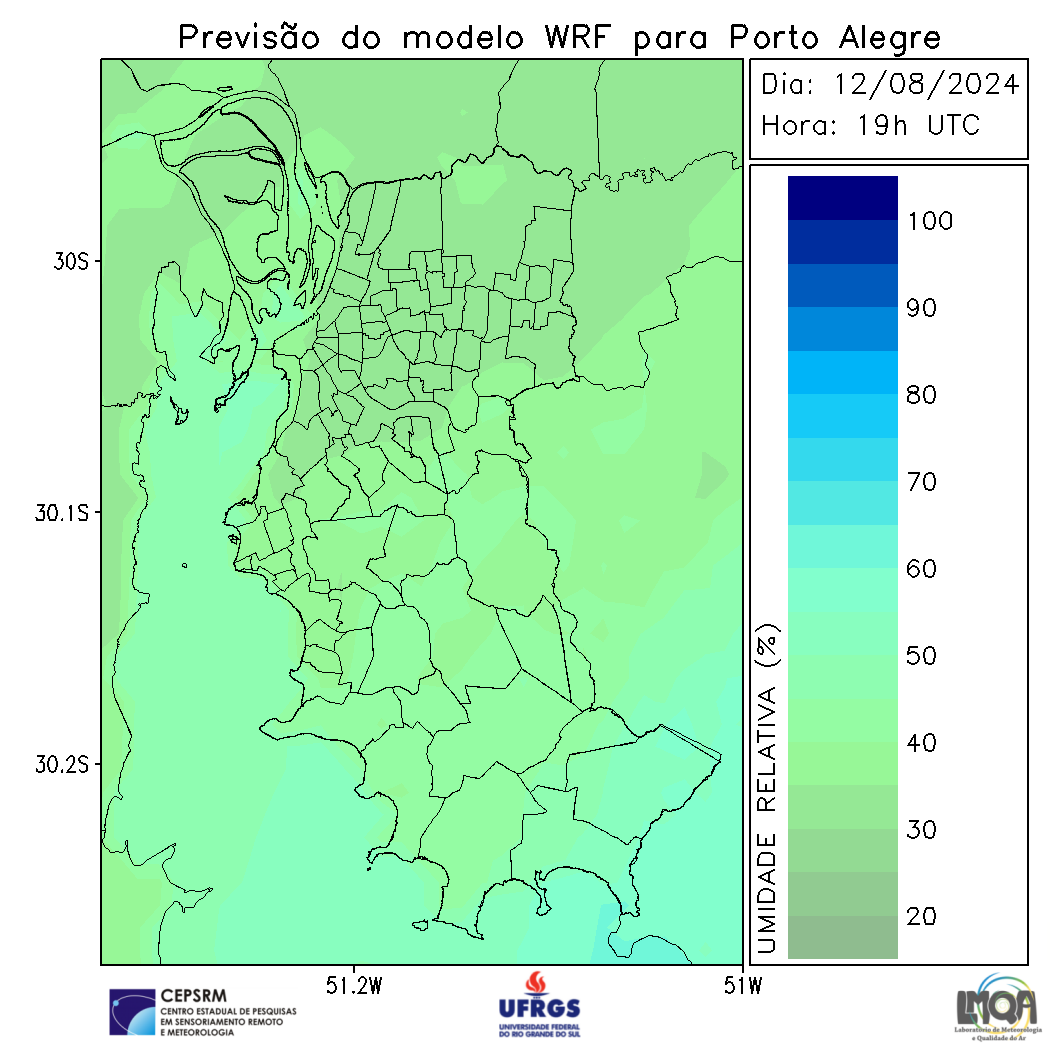 Previsão do modelo WRF para Porto Alegre
Dia: 12/08/2024
Hora: 19h UTC
100
90
80
70
60
50
40
30
20
UMIDADE RELATIVA (%)
30S
30.1S
30.2S
51.2W
51W
CEPSRM
CENTRO ESTADUAL DE PESQUISAS
EM SENSORIAMENTO REMOTO
E METEOROLOGIA
UFRGS
UNIVERSIDADE FEDERAL
DO RIO GRANDE DO SUL
LMQA
Laboratório de Meteorologia
e Qualidade do Ar